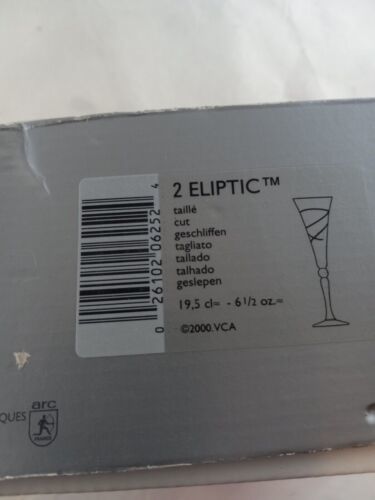 2 ELIPTIC™
taillé
cut
geschliffen
tagliato
tallado
talhado
geslepen
19,5 cl= - 6 1/2 oz.=
©2000.VCA
0 26102 06252 4
QUES
arc
FRANCE